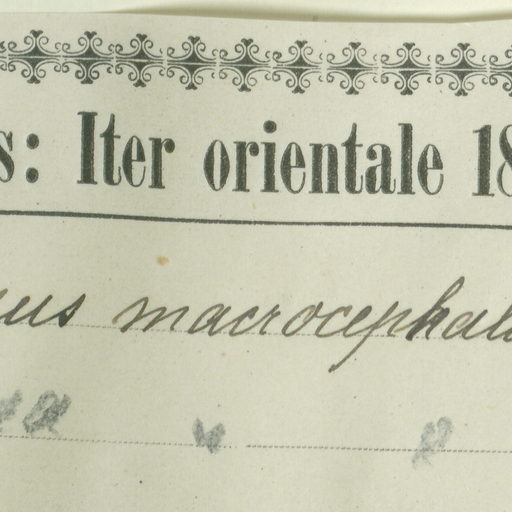 s: Iter orientale 18
us macrocephal